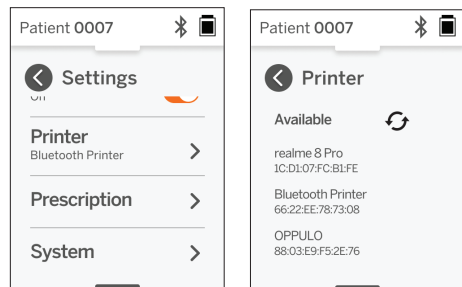 Patient 0007
Settings
Off
Printer
Bluetooth Printer
Prescription
System
Patient 0007
Printer
Available
realme 8 Pro
1C:D1:07:FC:B1:FE
Bluetooth Printer
66:22:EE:78:73:08
OPPULO
88:03:E9:F5:2E:76